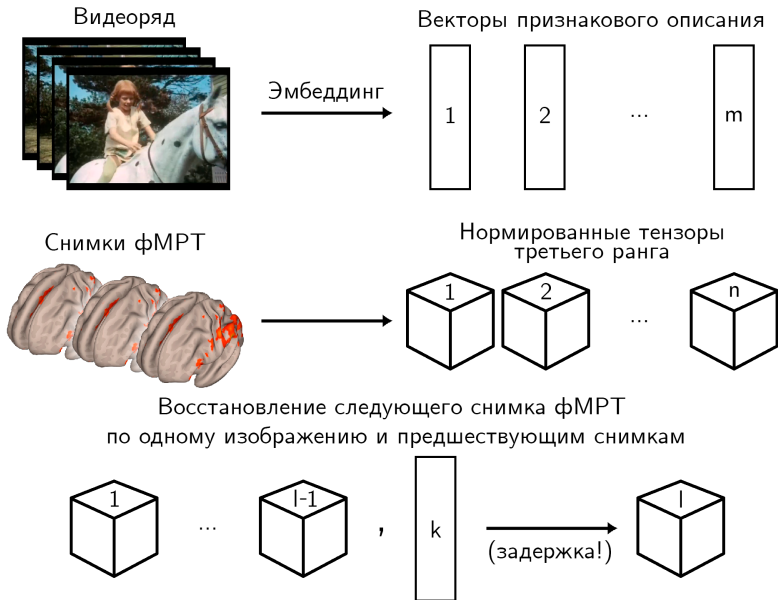 Видеоряд
Векторы признакового описания
Эмбеддинг
1
2
...
m
Снимки фМРТ
Нормированные тензоры
третьего ранга
1
2
...
n
Восстановление следующего снимка фМРТ
по одному изображению и предшествующим снимкам
1
...
l-1
,
k
(задержка!)
l